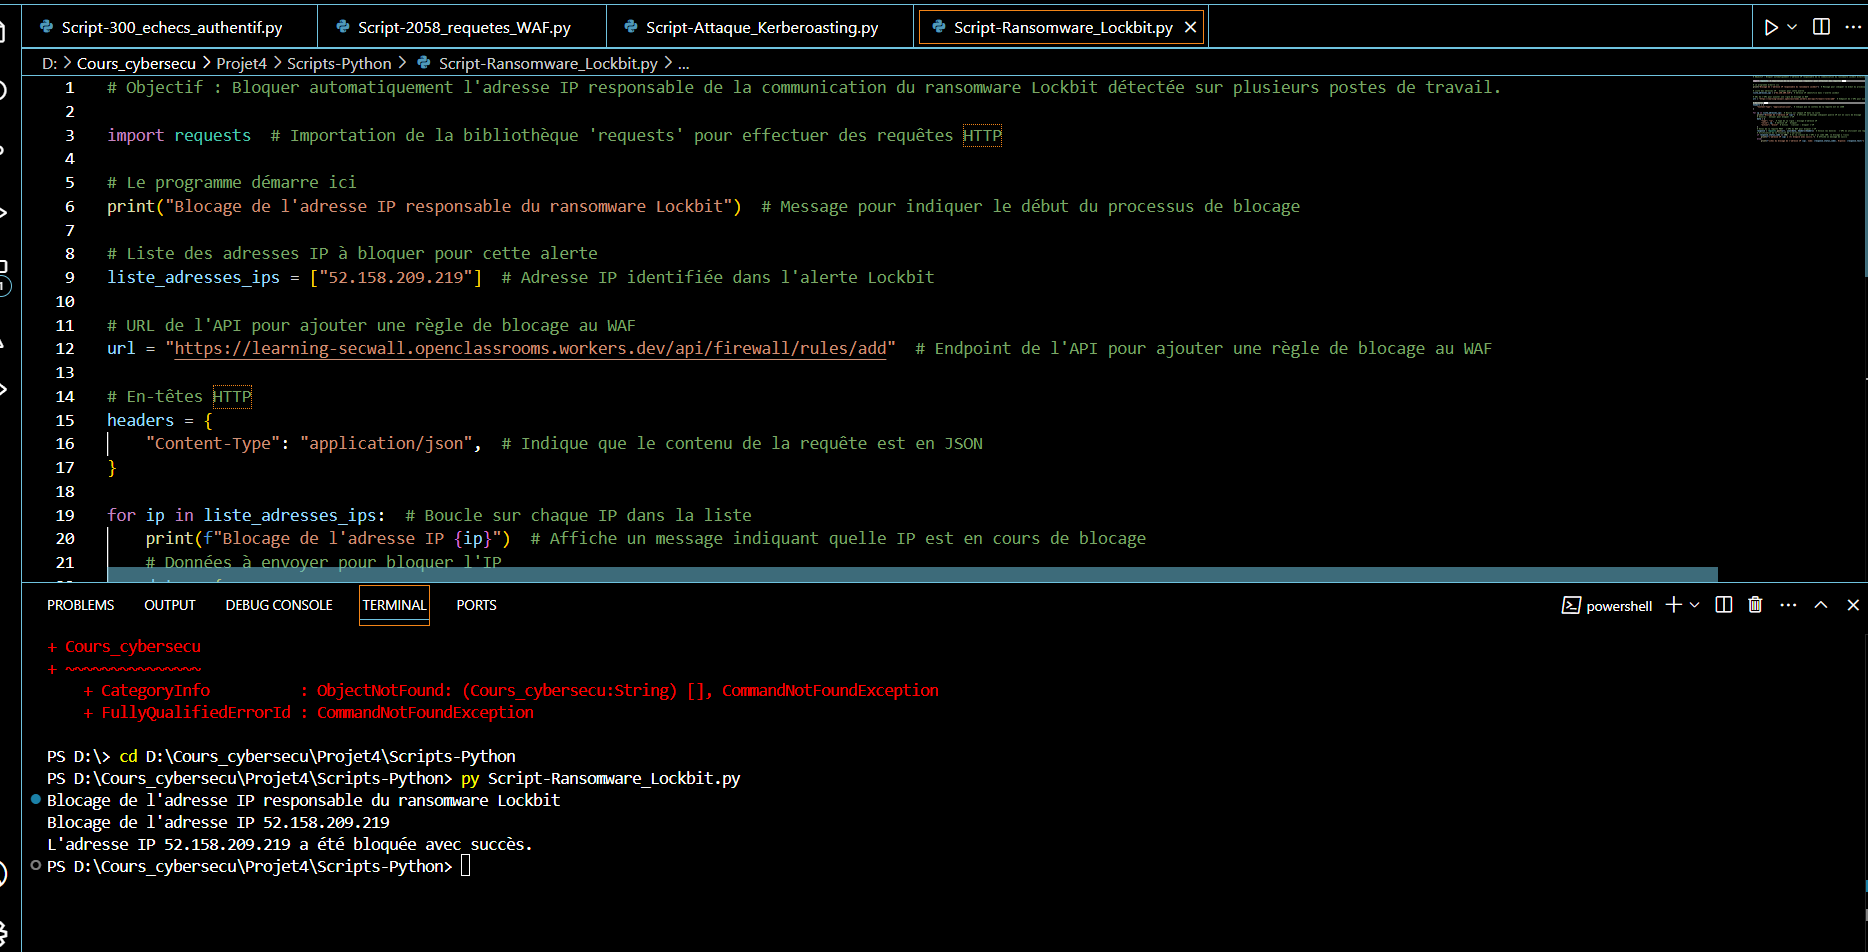 Script-300_echecs_authentif.py
Script-2058_requetes_WAF.py
Script-Attaque_Kerberoasting.py
Script-Ransomware_Lockbit.py
D: > Cours_cybersecu > Projet4 > Scripts-Python > Script-Ransomware_Lockbit.py > ...
1 # Objectif : Bloquer automatiquement l'adresse IP responsable de la communication du ransomware Lockbit détectée sur plusieurs postes de travail.
2
3 import requests  # Importation de la bibliothèque 'requests' pour effectuer des requêtes HTTP
4
5 # Le programme démarre ici
6 print("Blocage de l'adresse IP responsable du ransomware Lockbit")  # Message pour indiquer le début du processus de blocage
7
8 # Liste des adresses IP à bloquer pour cette alerte
9 liste_adresses_ips = ["52.158.209.219"]  # Adresse IP identifiée dans l'alerte Lockbit
10
11 # URL de l'API pour ajouter une règle de blocage au WAF
12 url = "https://learning-secwall.openclassrooms.workers.dev/api/firewall/rules/add"  # Endpoint de l'API pour ajouter une règle de blocage au WAF
13
14 # En-têtes HTTP
15 headers = {
16     "Content-Type": "application/json",  # Indique que le contenu de la requête est en JSON
17 }
18
19 for ip in liste_adresses_ips:  # Boucle sur chaque IP dans la liste
20     print(f"Blocage de l'adresse IP {ip}")  # Affiche un message indiquant quelle IP est en cours de blocage
21     # Données à envoyer pour bloquer l'IP
PROBLEMS OUTPUT DEBUG CONSOLE TERMINAL PORTS
powershell
+ Cours_cybersecu
+ ~~~~~~~~~~~~~~~
    + CategoryInfo          : ObjectNotFound: (Cours_cybersecu:String) [], CommandNotFoundException
    + FullyQualifiedErrorId : CommandNotFoundException
PS D:\> cd D:\Cours_cybersecu\Projet4\Scripts-Python
PS D:\Cours_cybersecu\Projet4\Scripts-Python> py Script-Ransomware_Lockbit.py
Blocage de l'adresse IP responsable du ransomware Lockbit
Blocage de l'adresse IP 52.158.209.219
L'adresse IP 52.158.209.219 a été bloquée avec succès.
PS D:\Cours_cybersecu\Projet4\Scripts-Python>